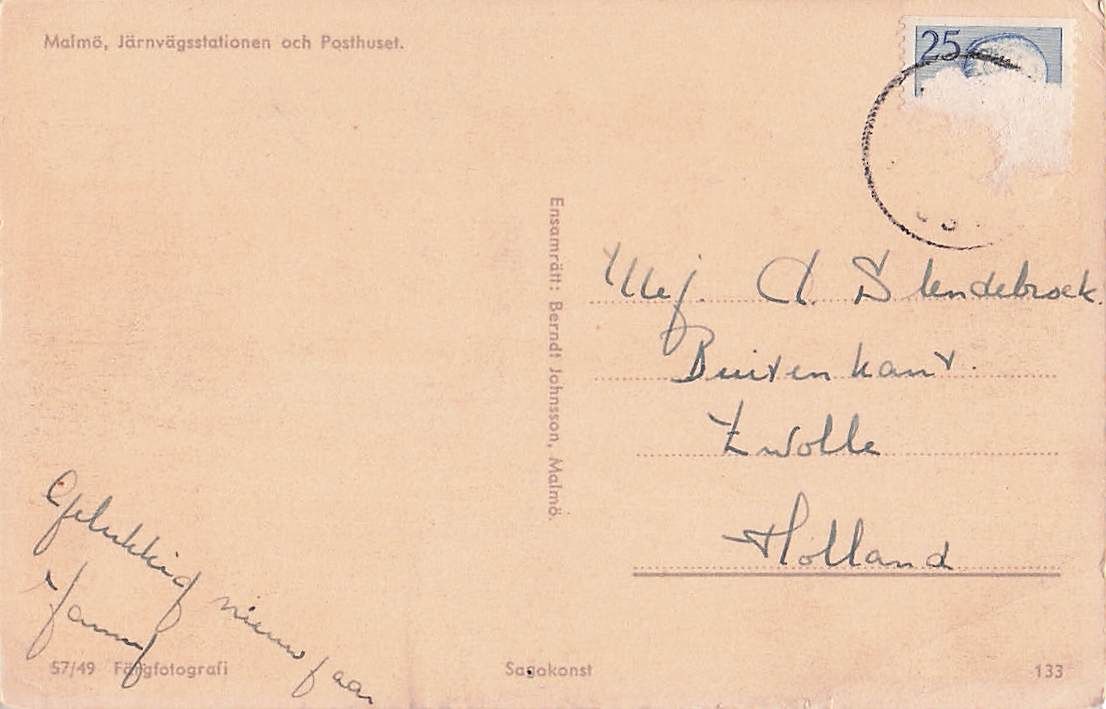 Malmö, Järnvägsstationen och Posthuset.
25
Ensamrätt: Berndt Johnsson, Malmö.
Mej. A. Slendebroek.
Buitenkant.
Zwolle
Holland
Gelukkig nieuwjaar
57/49 Färgfotografi
Sagokonst
133